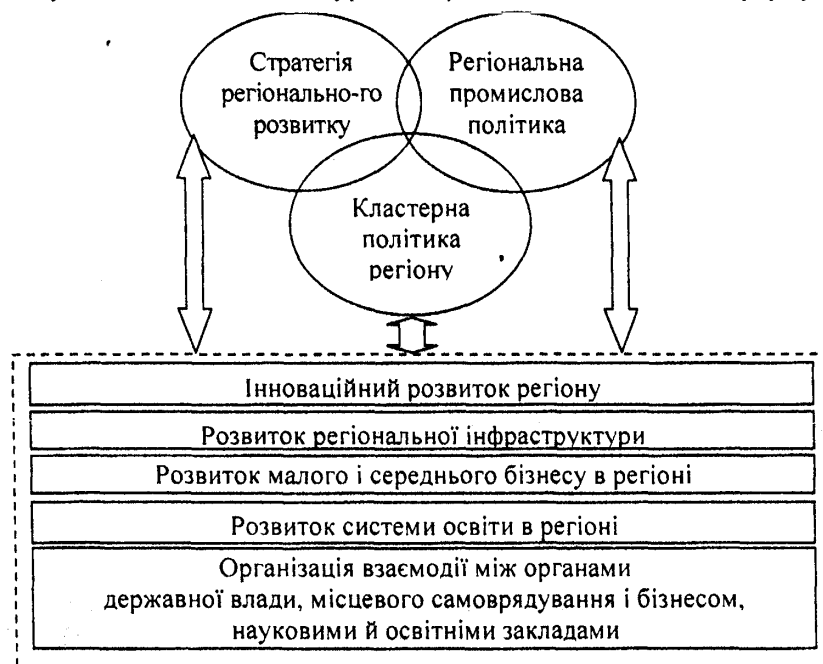 Стратегія
регіонально-го
розвитку
Регіональна
промислова
політика
Кластерна
політика
регіону
Інноваційний розвиток регіону
Розвиток регіональної інфраструктури
Розвиток малого і середнього бізнесу в регіоні
Розвиток системи освіти в регіоні
Організація взаємодії між органами
державної влади, місцевого самоврядування і бізнесом,
науковими й освітніми закладами